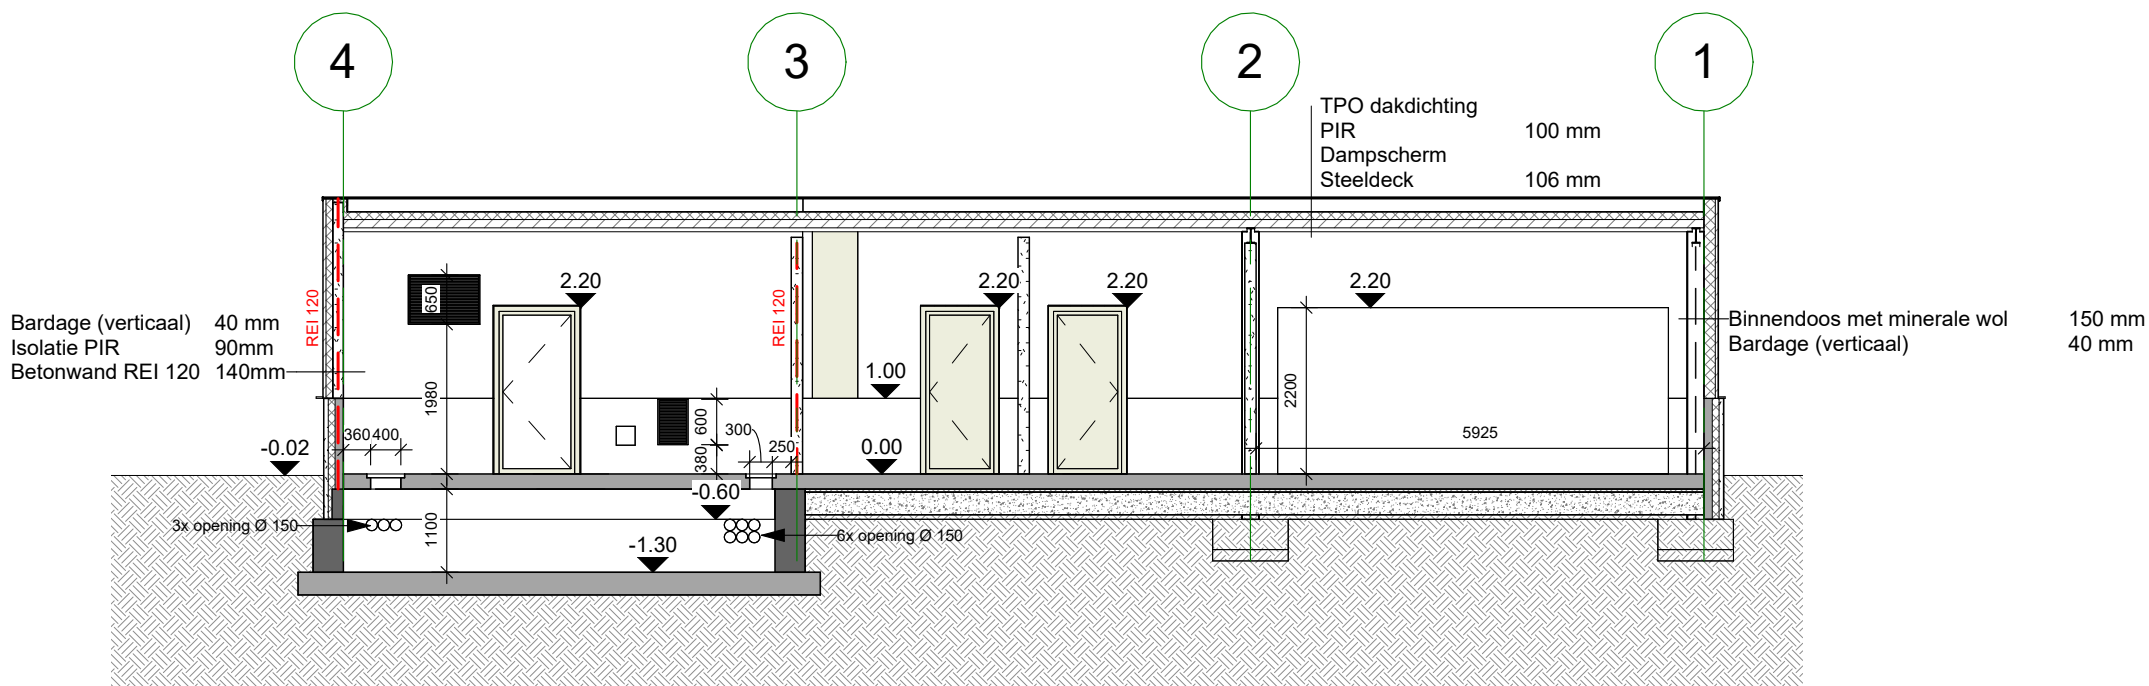 4
3
2
1
TPO dakdichting
PIR 100 mm
Dampscherm
Steeldeck 106 mm
Bardage (verticaal) 40 mm
Isolatie PIR 90mm
Betonwand REI 120 140mm
REI 120
REI 120
650
1980
2.20
2.20
2.20
2.20
1.00
0.00
-0.02
360
400
600
380
300
250
2200
5925
Binnendoos met minerale wol 150 mm
Bardage (verticaal) 40 mm
-0.60
3x opening Ø 150
1100
6x opening Ø 150
-1.30